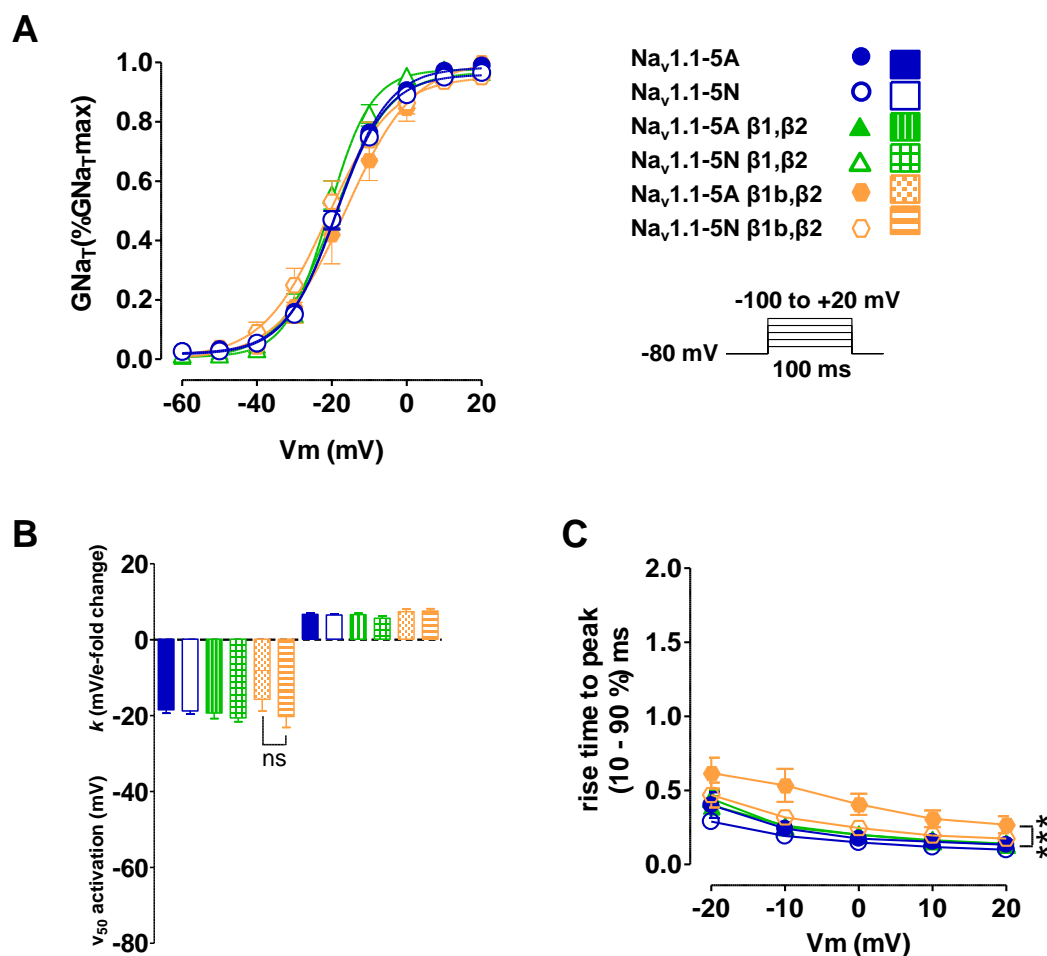 A
GNaT(%GNaTmax)
1.0
0.8
0.6
0.4
0.2
0.0
-60 -40 -20 0 20
Vm (mV)
Nav1.1-5A
Nav1.1-5N
Nav1.1-5A β1,β2
Nav1.1-5N β1,β2
Nav1.1-5A β1b,β2
Nav1.1-5N β1b,β2
-100 to +20 mV
-80 mV
100 ms
B
k (mV/e-fold change)
v50 activation (mV)
20
0
-20
-40
-60
-80
ns
C
rise time to peak
(10 - 90 %) ms
2.0
1.5
1.0
0.5
0.0
***
-20 -10 0 10 20
Vm (mV)